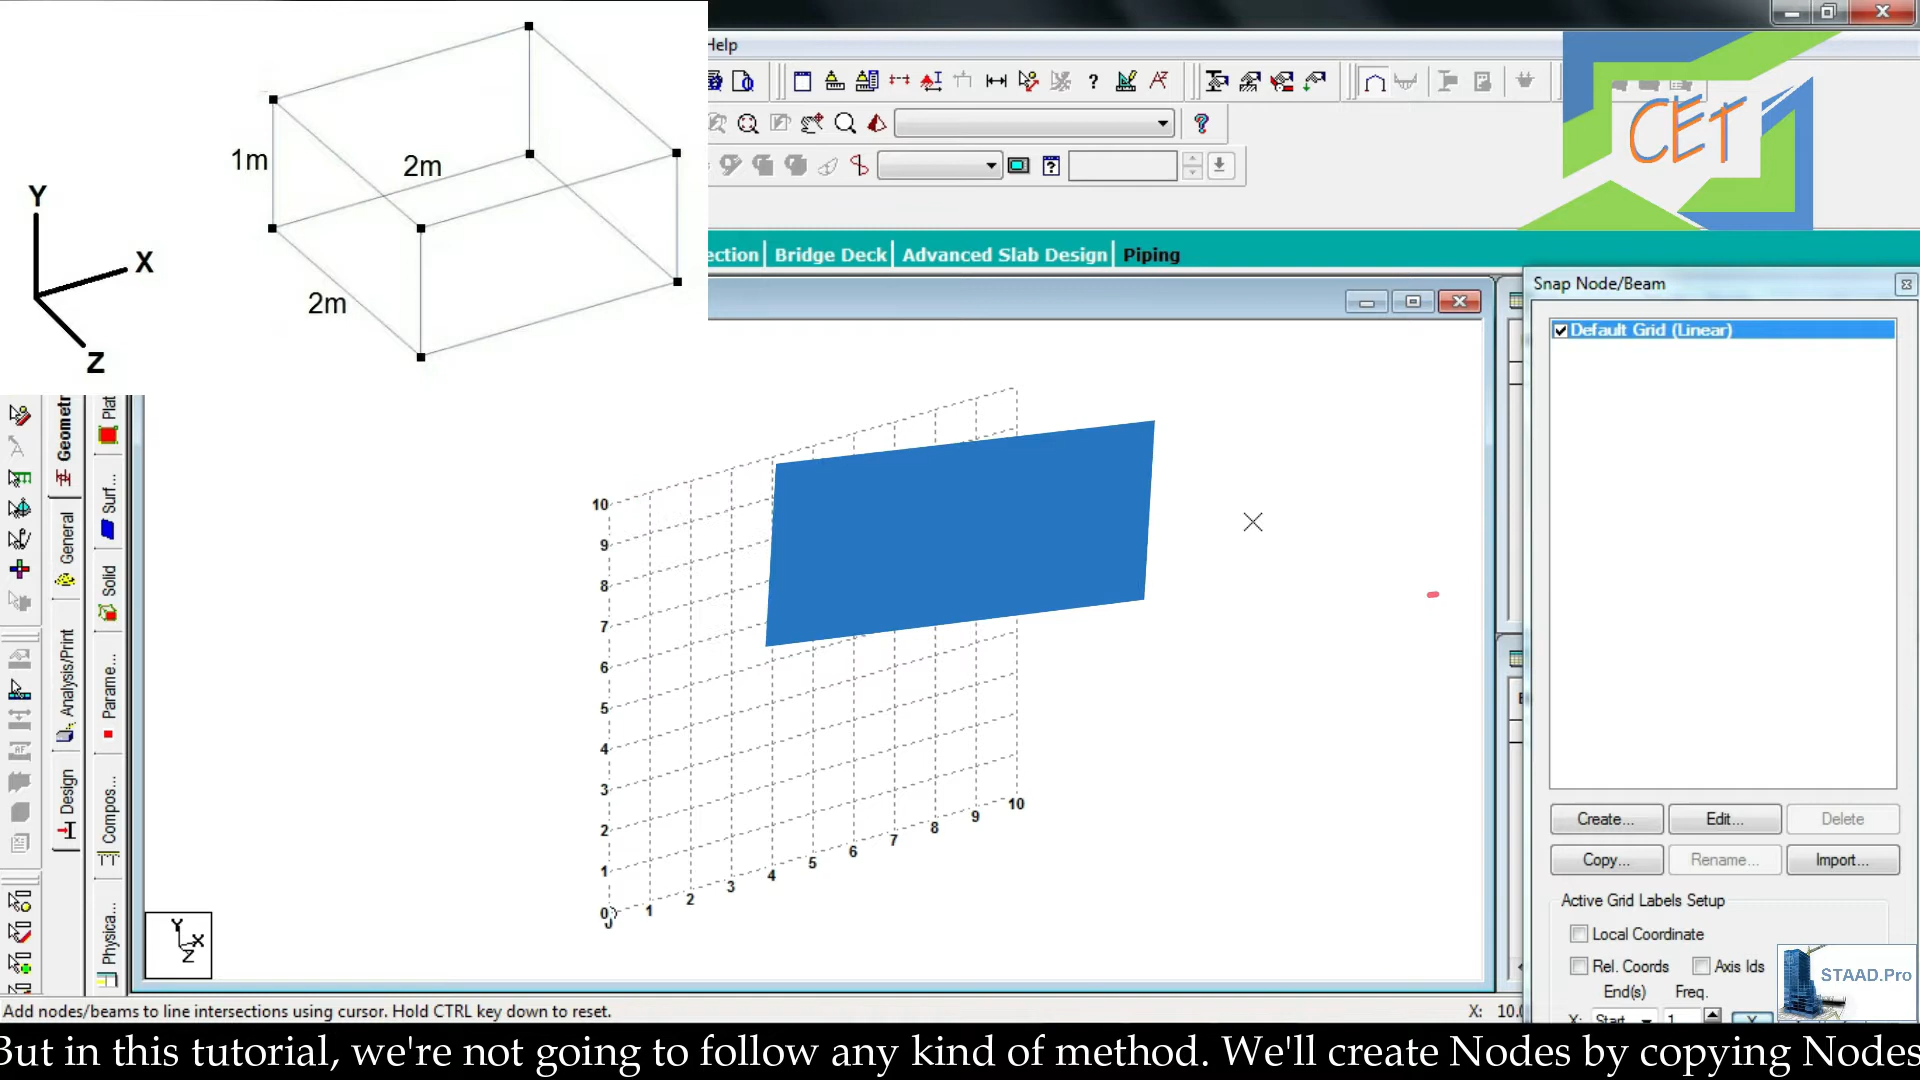 1m
2m
2m
Y
X
Z
Help
?
?
?
CET
ection
Bridge Deck
Advanced Slab Design
Piping
Snap Node/Beam
Default Grid (Linear)
Geometr
General
Analysis/Print
Design
Plat
Surf...
Solid
Parame...
Compos...
Physica...
AF
10
9
8
7
6
5
4
3
2
1
0
1
2
3
4
5
6
7
8
9
10
Y
X
Z
Create...
Edit...
Delete
Copy...
Rename...
Import...
Active Grid Labels Setup
Local Coordinate
Rel. Coords
Axis Ids
End(s)
Freq.
X:
Start
1
STAAD.Pro
Add nodes/beams to line intersections using cursor. Hold CTRL key down to reset.
X:
But in this tutorial, we're not going to follow any kind of method. We'll create Nodes by copying Nodes